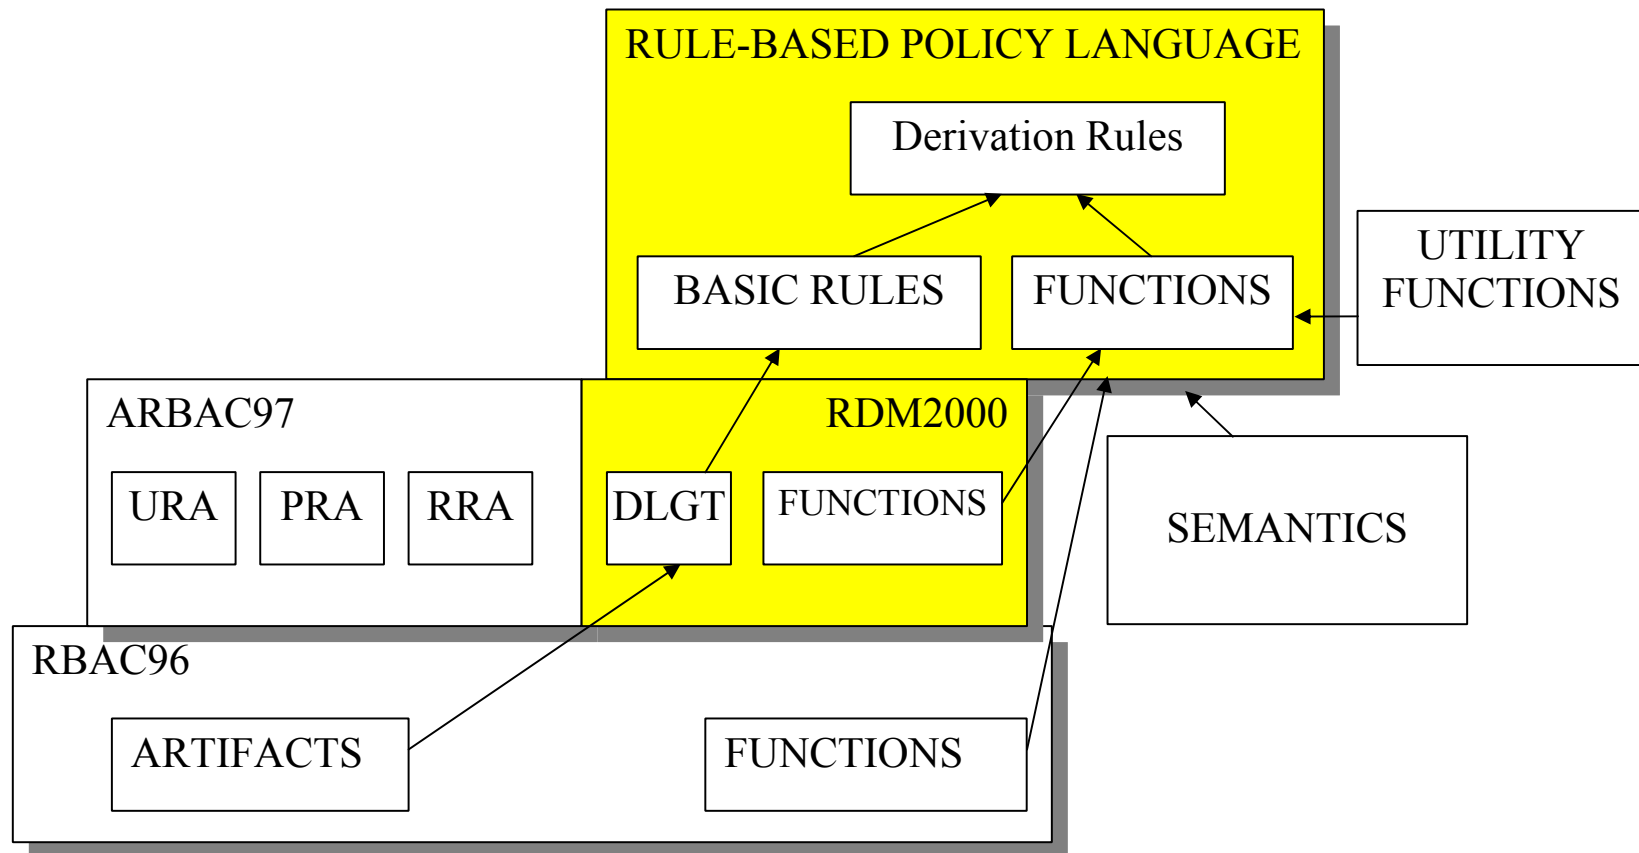 RULE-BASED POLICY LANGUAGE
Derivation Rules
BASIC RULES
FUNCTIONS
UTILITY
FUNCTIONS
ARBAC97
RDM2000
URA
PRA
RRA
DLGT
FUNCTIONS
SEMANTICS
RBAC96
ARTIFACTS
FUNCTIONS